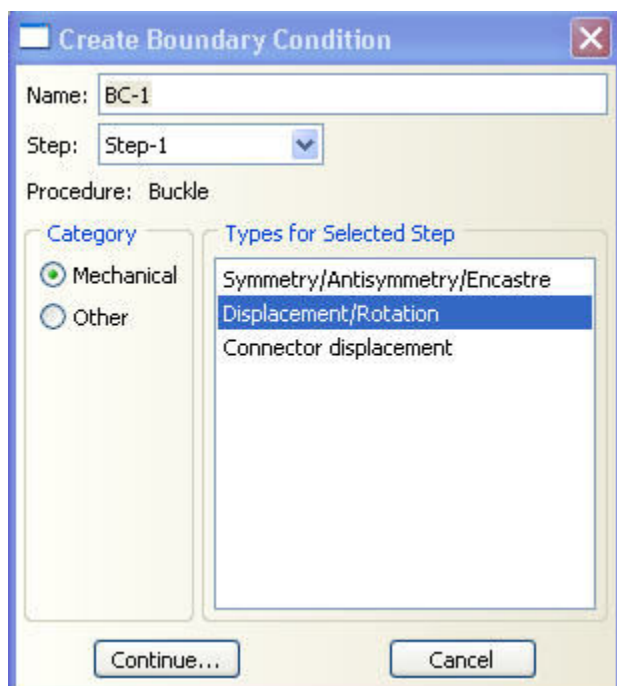 Create Boundary Condition
Name: BC-1
Step: Step-1
Procedure: Buckle
Category
Mechanical
Other
Types for Selected Step
Symmetry/Antisymmetry/Encastre
Displacement/Rotation
Connector displacement
Continue...
Cancel